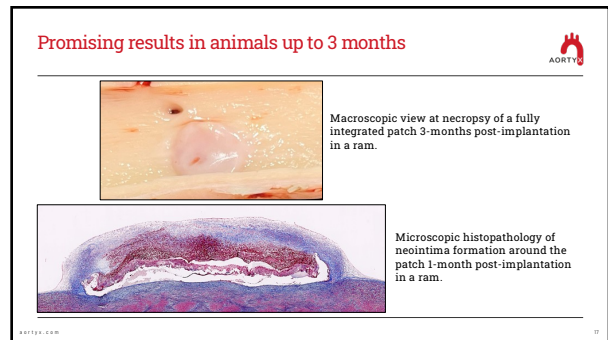 Promising results in animals up to 3 months
AORTYX
Macroscopic view at necropsy of a fully
integrated patch 3-months post-implantation
in a ram.
Microscopic histopathology of
neointima formation around the
patch 1-month post-implantation
in a ram.
aortyx.com
17